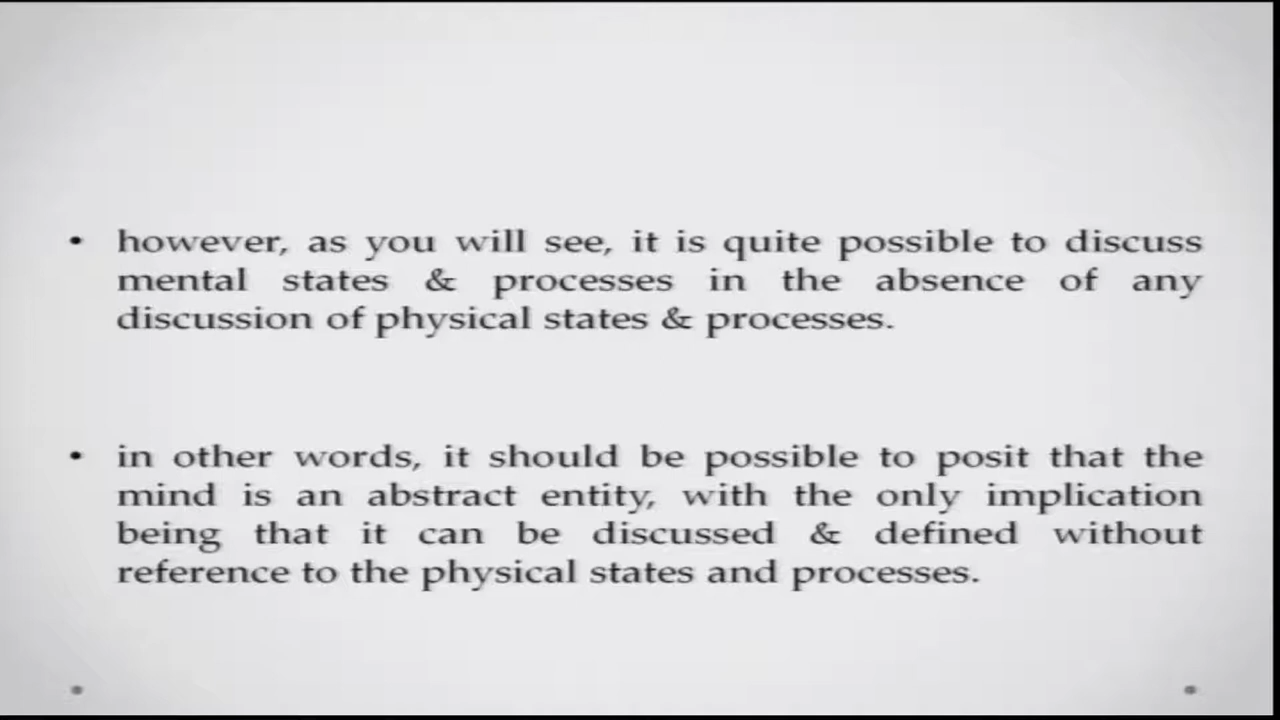 • however, as you will see, it is quite possible to discuss
mental states & processes in the absence of any
discussion of physical states & processes.
• in other words, it should be possible to posit that the
mind is an abstract entity, with the only implication
being that it can be discussed & defined without
reference to the physical states and processes.